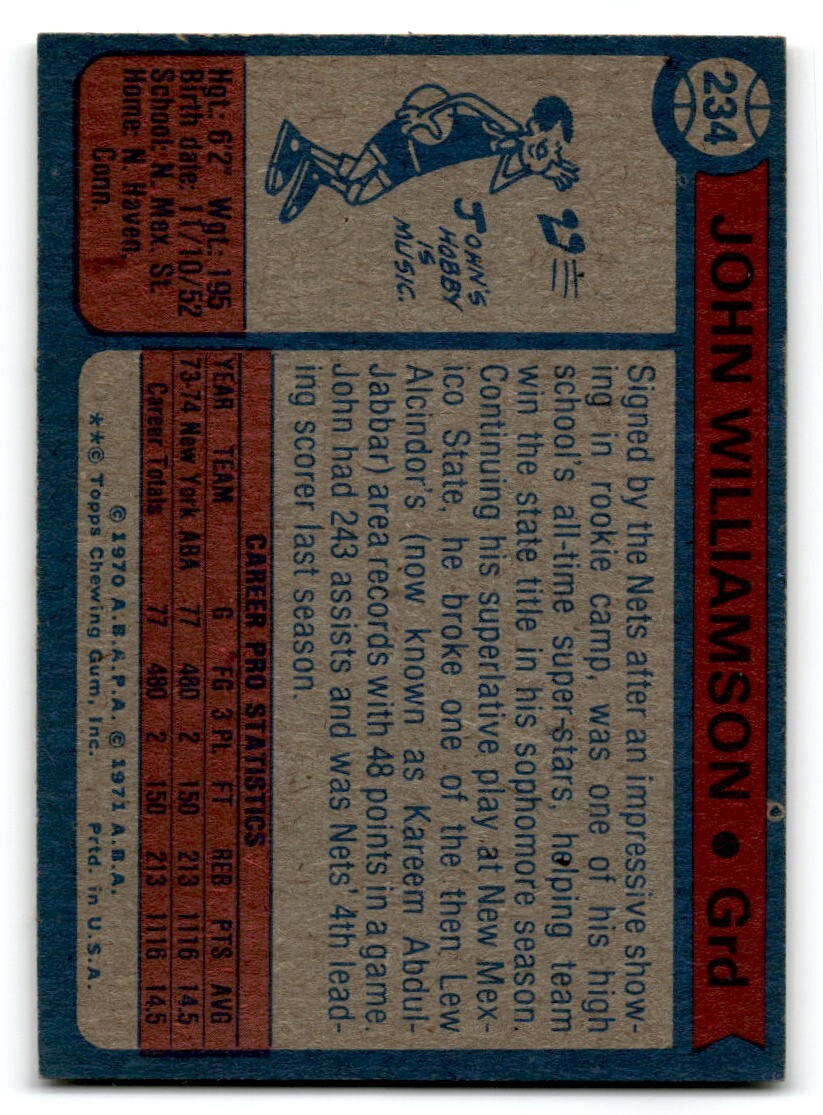 234
JOHN WILLIAMSON • Grd
JOHN'S
HOBBY
IS
MUSIC.
Hgt: 6'2" Wgt: 195
Birth date: 11/10/52
School: N. Mex. St.
Home: N. Haven,
Conn.
Signed by the Nets after an impressive show-
ing in rookie camp, was one of his high
school's all-time super-stars, helping team
win the state title in his sophomore season.
Continuing his superlative play at New Mex-
ico State, he broke one of the then Lew
Alcindor's (now known as Kareem Abdul-
Jabbar) area records with 48 points in a game.
John had 243 assists and was Nets' 4th lead-
ing scorer last season.
CAREER PRO STATISTICS
YEAR TEAM G FG 3 PL FT REB PTS AVG
73-74 New York ABA 77 480 2 150 213 1116 14.5
Career Totals 77 480 2 150 213 1116 14.5
© 1970 A.B.A.P.A. © 1971 A.B.A.
**© Topps Chewing Gum, Inc. Prtd. in U.S.A.